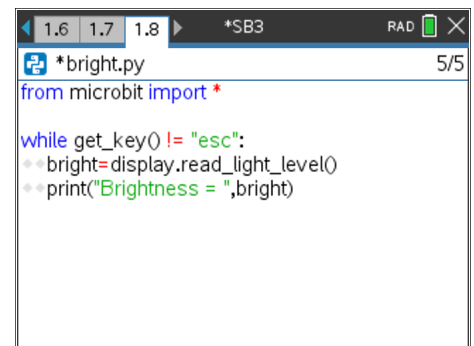 1.6 1.7 1.8 *SB3 RAD
*bright.py 5/5
from microbit import *
while get_key() != "esc":
bright=display.read_light_level()
print("Brightness = ",bright)